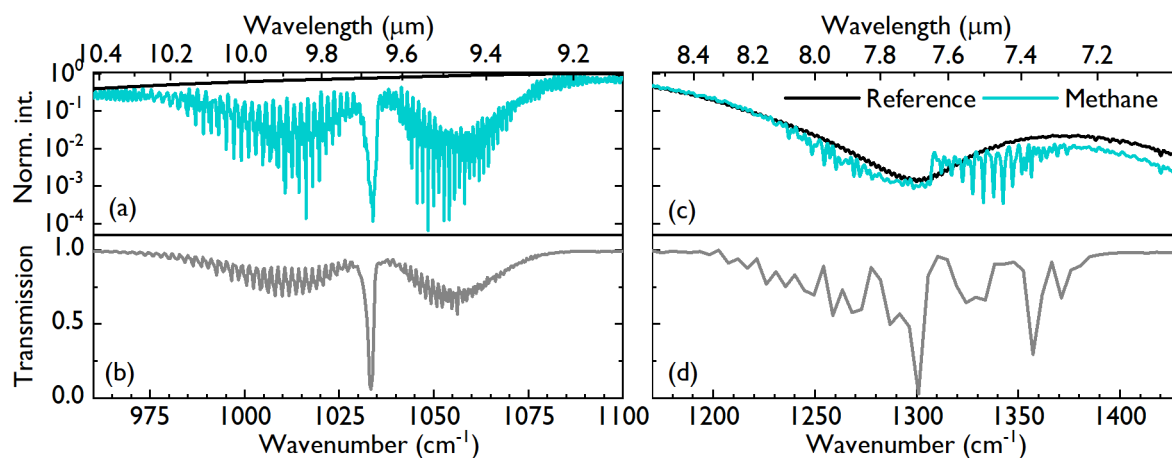 Wavelength (μm)
10.4 10.2 10.0 9.8 9.6 9.4 9.2
Wavelength (μm)
8.4 8.2 8.0 7.8 7.6 7.4 7.2
Norm. int.
10⁰
10⁻¹
10⁻²
10⁻³
10⁻⁴
(a)
Reference Methane
(c)
Transmission
1.0
0.5
0.0
(b)
(d)
975 1000 1025 1050 1075 1100
Wavenumber (cm⁻¹)
1200 1250 1300 1350 1400
Wavenumber (cm⁻¹)